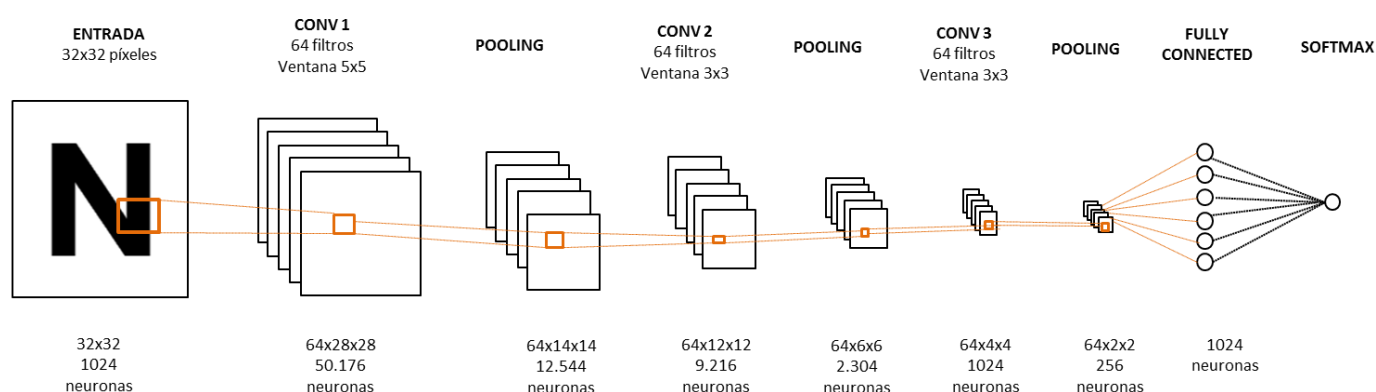 ENTRADA
32x32 píxeles
CONV 1
64 filtros
Ventana 5x5
POOLING
CONV 2
64 filtros
Ventana 3x3
POOLING
CONV 3
64 filtros
Ventana 3x3
POOLING
FULLY
CONNECTED
SOFTMAX
N
32x32
1024
neuronas
64x28x28
50.176
neuronas
64x14x14
12.544
neuronas
64x12x12
9.216
neuronas
64x6x6
2.304
neuronas
64x4x4
1024
neuronas
64x2x2
256
neuronas
1024
neuronas